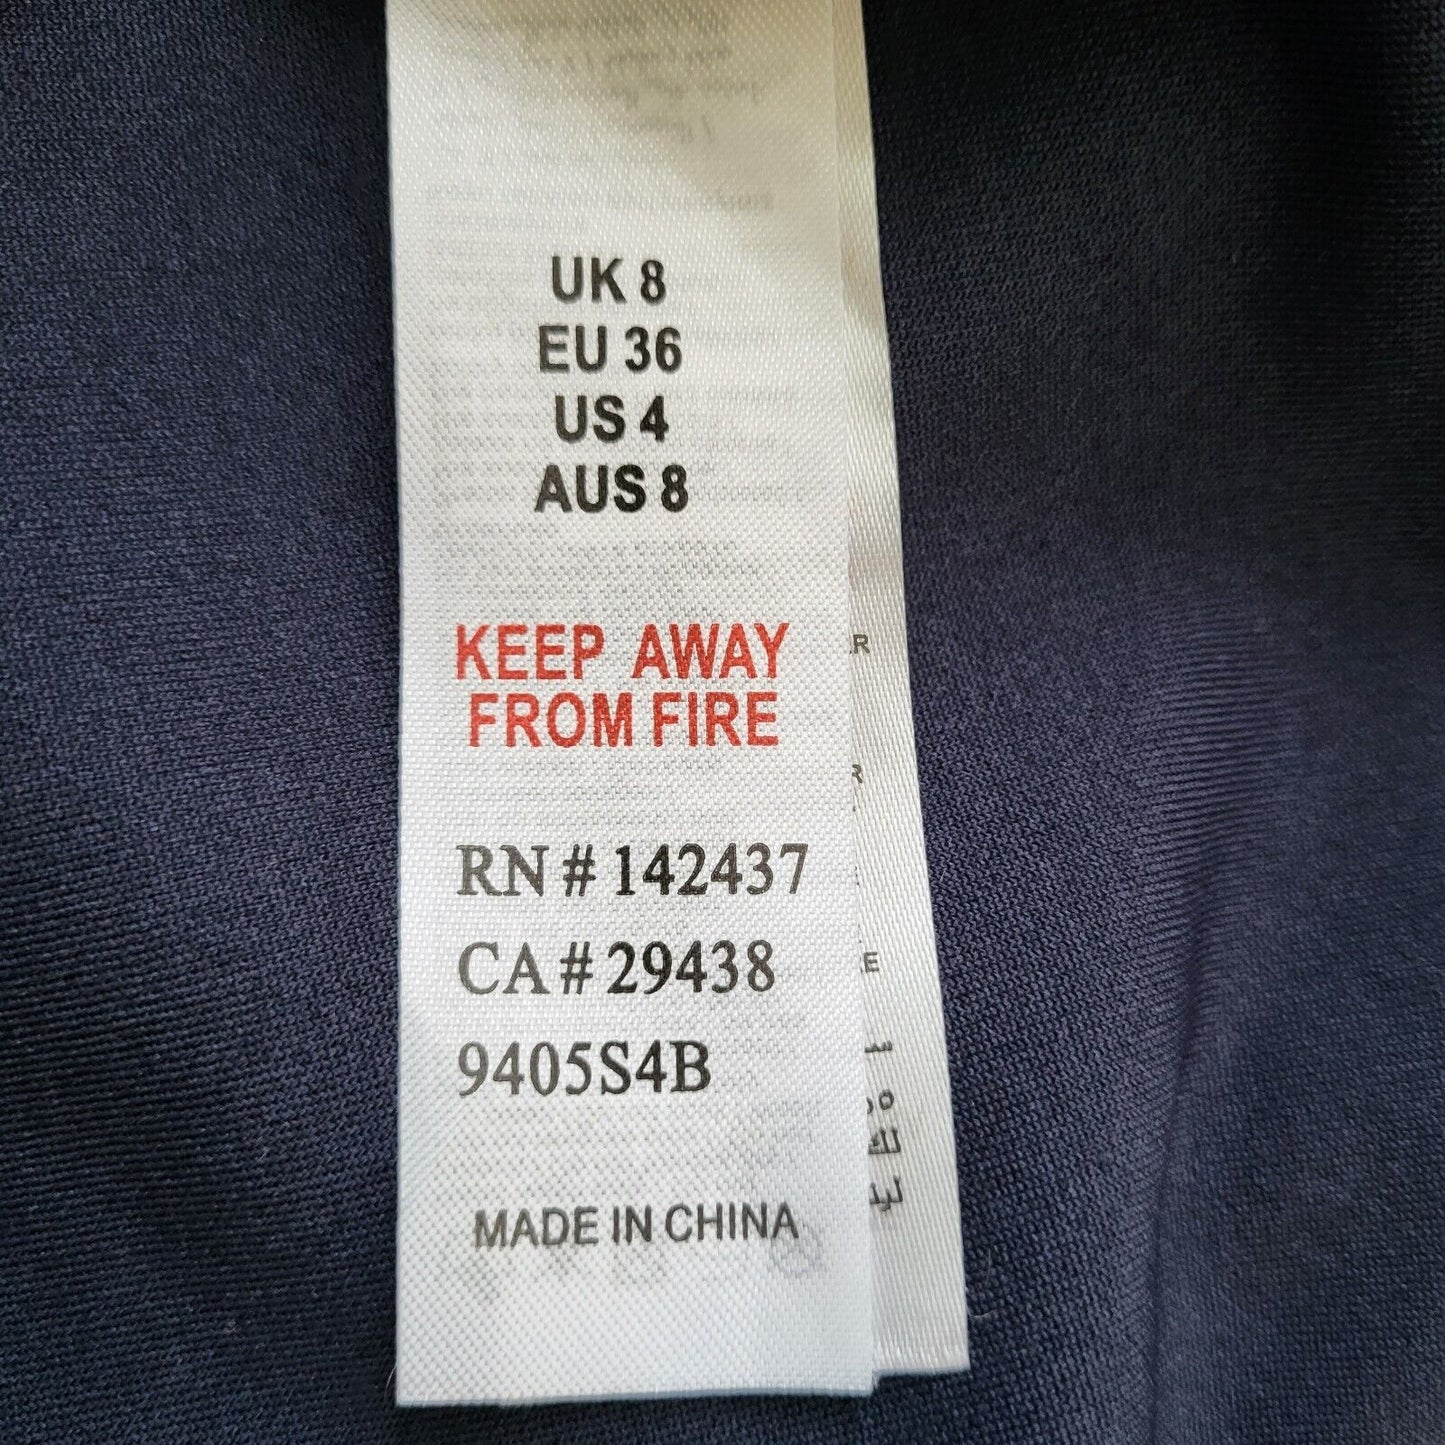 UK 8
EU 36
US 4
AUS 8
KEEP AWAY
FROM FIRE
RN # 142437
CA # 29438
9405S4B
MADE IN CHINA